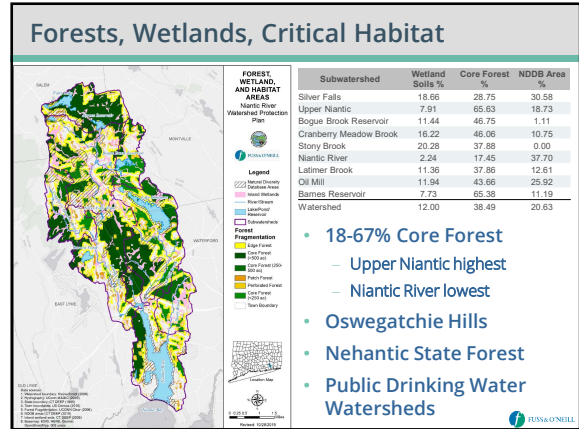 Forests, Wetlands, Critical Habitat
SALEM
MONTVILLE
WATERFORD
EAST LYME
OLD LYME
FOREST,
WETLAND,
AND HABITAT
AREAS
Niantic River
Watershed Protection
Plan
FUSS&O'NEILL
Legend
Natural Diversity
Database Areas
Inland Wetlands
River/Stream
Lake/Pond/
Reservoir
Subwatersheds
Forest
Fragmentation
Edge Forest
Core Forest
(>500 ac)
Core Forest (250-
500 ac)
Patch Forest
Perforated Forest
Core Forest
(<250 ac)
Town Boundary
Location Map
Miles
Revised: 10/28/2019
Subwatershed Wetland Soils % Core Forest % NDDB Area %
Silver Falls 18.66 28.75 30.58
Upper Niantic 7.91 65.63 18.73
Bogue Brook Reservoir 11.44 46.75 1.11
Cranberry Meadow Brook 16.22 46.06 10.75
Stony Brook 20.28 37.88 0.00
Niantic River 2.24 17.45 37.70
Latimer Brook 11.36 37.86 12.61
Oil Mill 11.94 43.66 25.92
Barnes Reservoir 7.73 65.38 11.19
Watershed 12.00 38.49 20.63
• 18-67% Core Forest
Upper Niantic highest
– Niantic River lowest
• Oswegatchie Hills
• Nehantic State Forest
• Public Drinking Water
Watersheds
FUSS&O'NEILL